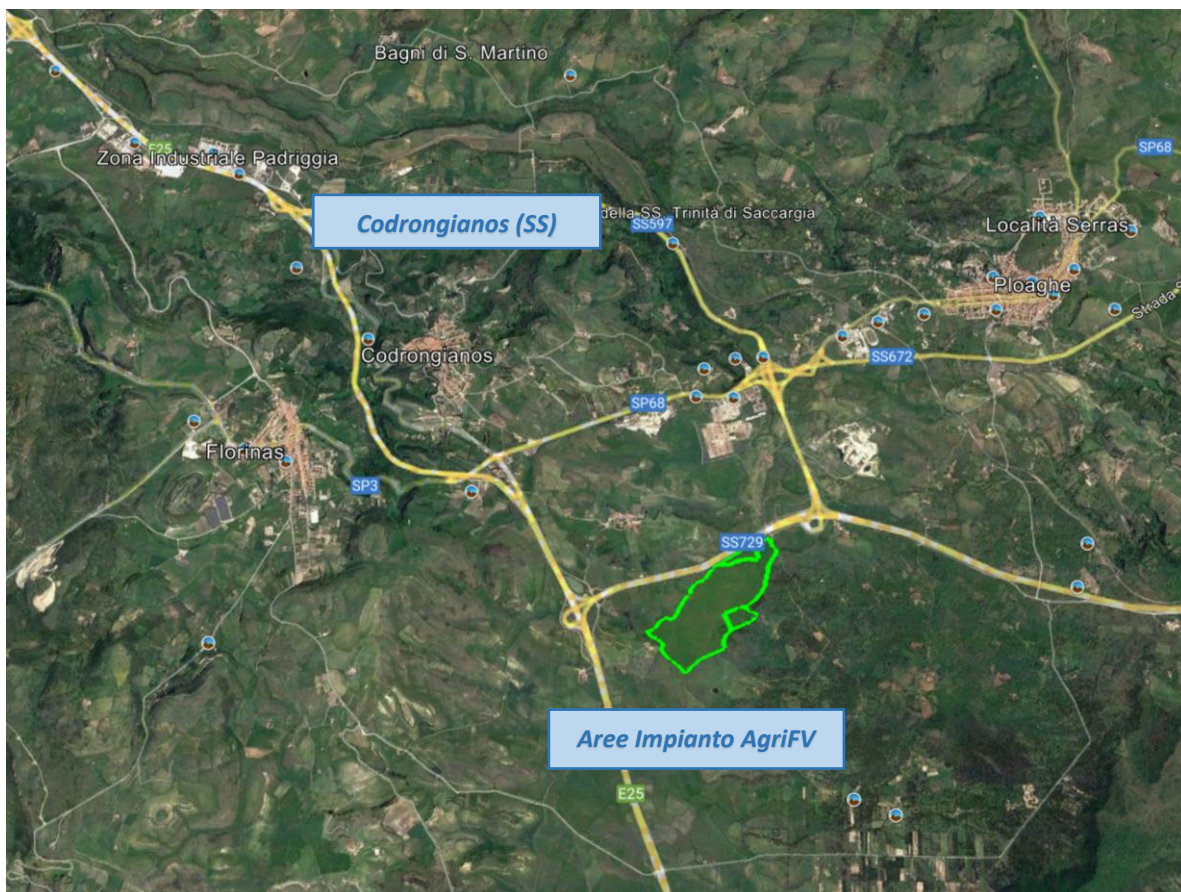 Bagni di S. Martino
E25
Zona Industriale Padriggia
SP68
Codrongianos (SS)
della SS. Trinità di Saccargia
SS597
Località Serras
Ploaghe
Strada S
Codrongianos
SS672
SP68
Florinas
SP3
SS729
Aree Impianto AgriFV
E25